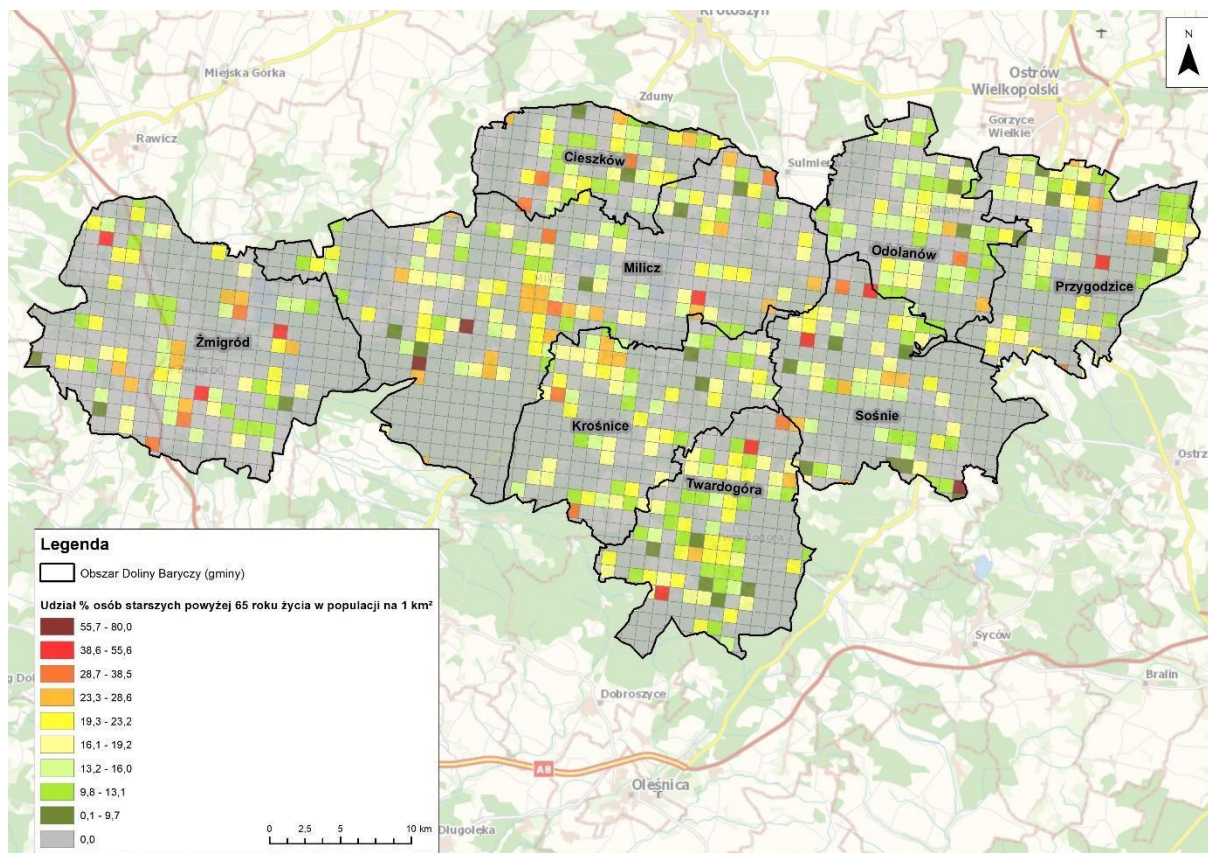 Krotoszyn
N
Miejska Górka
Ostrów
Wielkopolski
Zduny
Gorzyce
Wielkie
Rawicz
Cieszków
Odolanów
Milicz
Przygodzice
Żmigród
Żmigród
Sośnie
Krośnice
Twardogóra
Legenda
Obszar Doliny Baryczy (gminy)
Udział % osób starszych powyżej 65 roku życia w populacji na 1 km²
55,7 - 80,0
38,6 - 55,6
28,7 - 38,5
23,3 - 28,6
19,3 - 23,2
16,1 - 19,2
13,2 - 16,0
9,8 - 13,1
0,1 - 9,7
0,0
0 2,5 5 10 km
Syców
Bralin
Dobroszyce
A8
Oleśnica
Długołęka